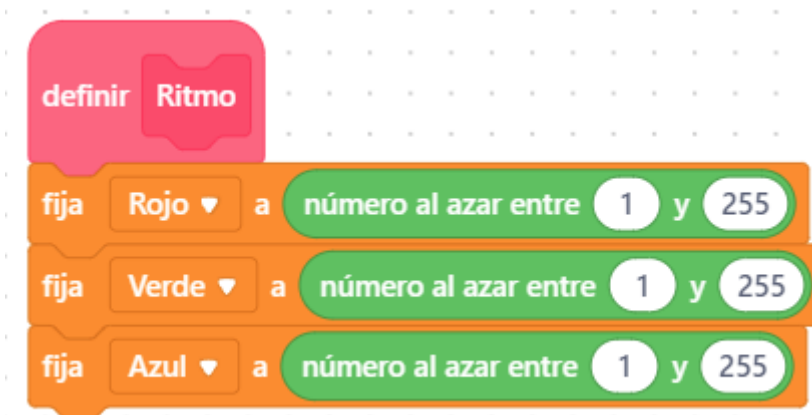 definir Ritmo
fija Rojo a número al azar entre 1 y 255
fija Verde a número al azar entre 1 y 255
fija Azul a número al azar entre 1 y 255